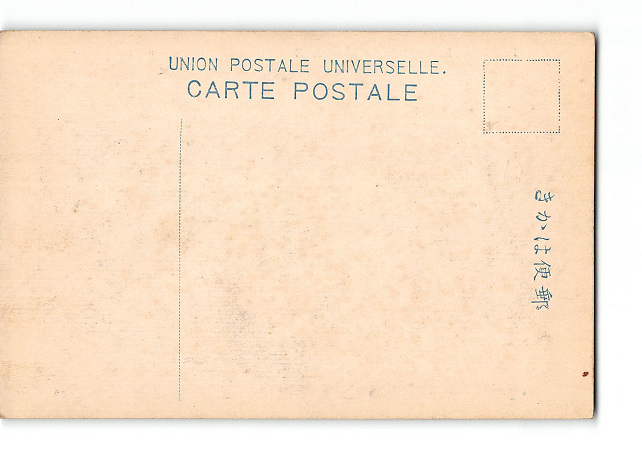 UNION POSTALE UNIVERSELLE.
CARTE POSTALE
郵便はかき